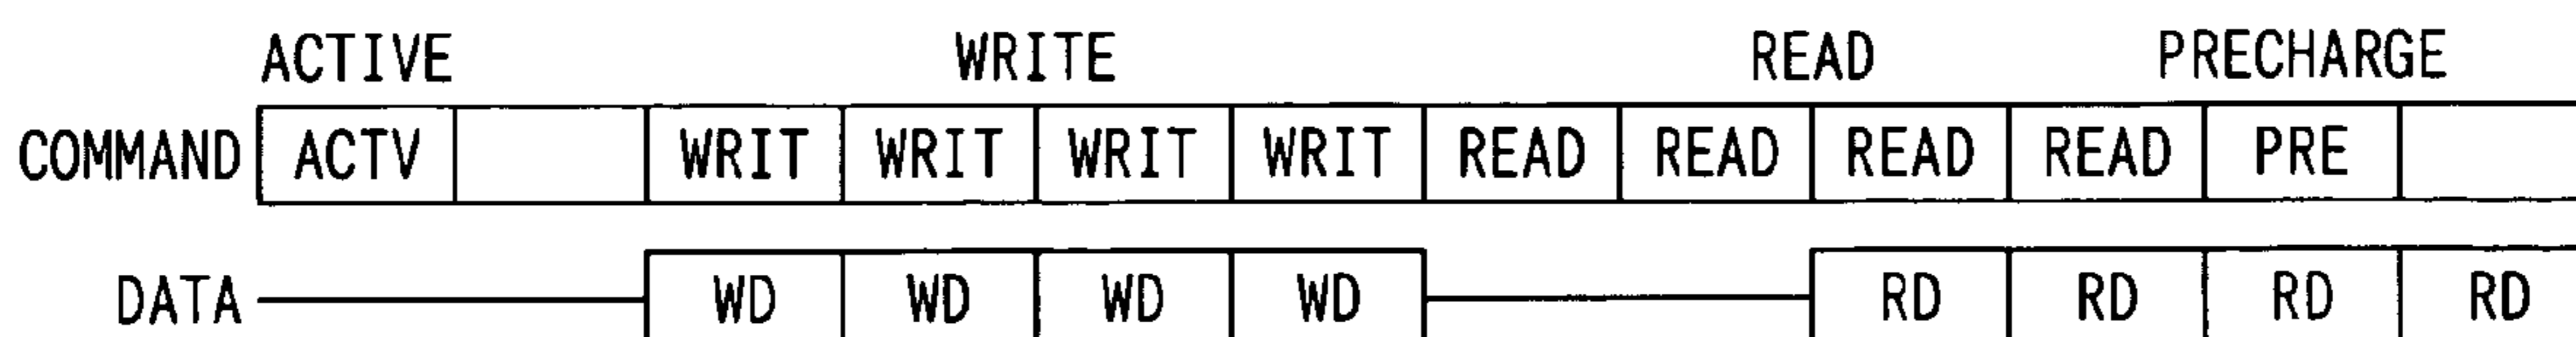 ACTIVE WRITE READ PRECHARGE
COMMAND ACTV WRIT WRIT WRIT WRIT READ READ READ READ PRE
DATA WD WD WD WD RD RD RD RD